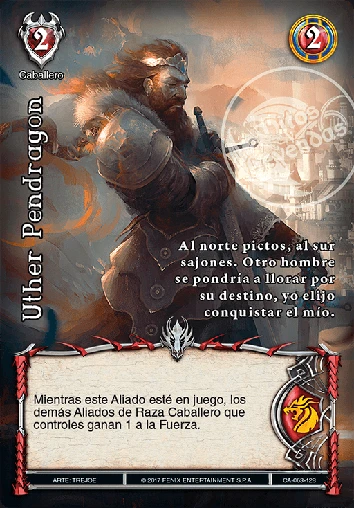 2
2
Caballero
Uther Pendragon
Al norte pictos, al sur
sajones. Otro hombre
se pondría a llorar por
su destino, yo elijo
conquistar el mío.
Mientras este Aliado esté en juego, los
demás Aliados de Raza Caballero que
controles ganan 1 a la Fuerza.
ARTE: TREJOE
© 2017 FENIX ENTERTAINMENT S.P.A